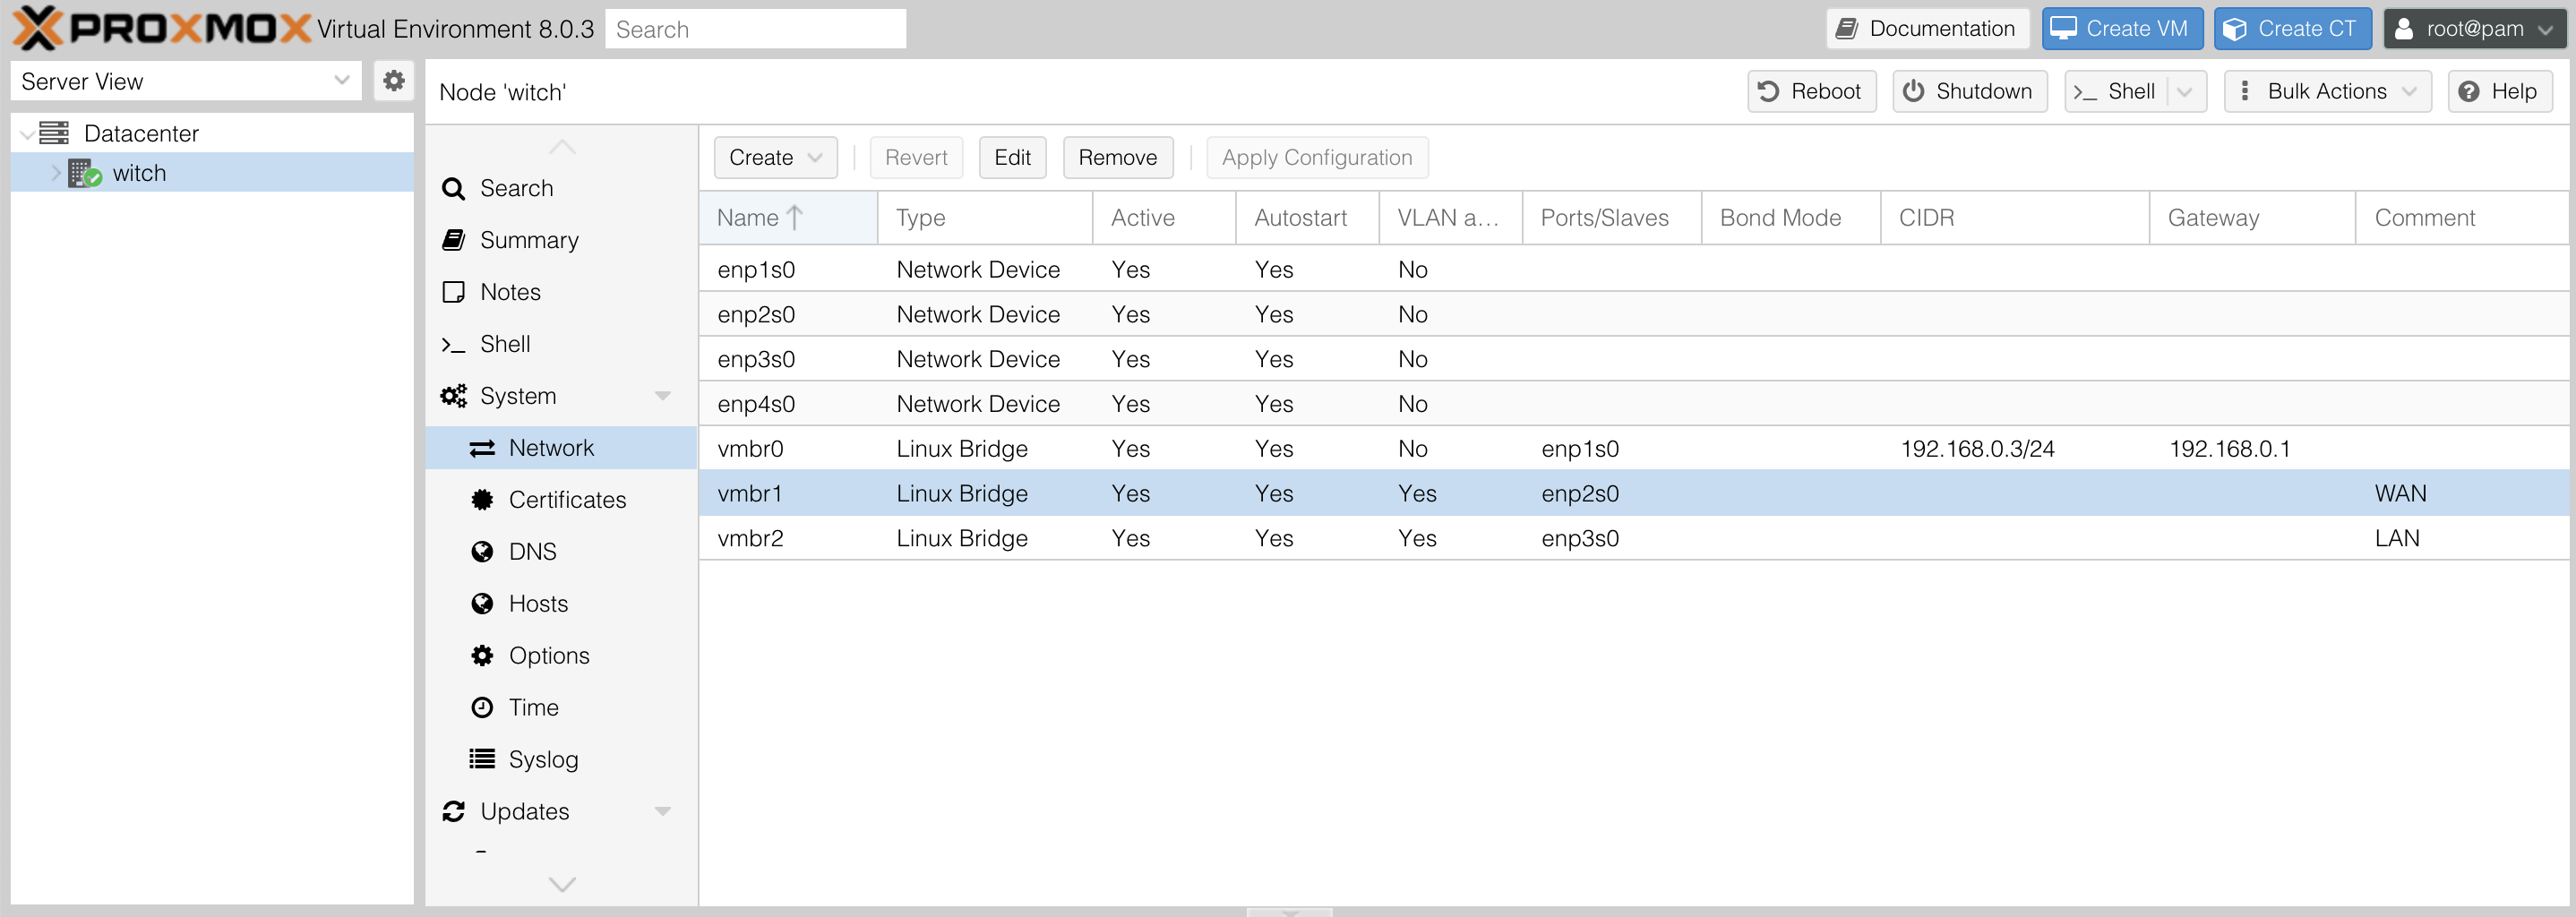 PROXMOX Virtual Environment 8.0.3 Search Documentation Create VM Create CT root@pam
Server View
Datacenter
witch
Node 'witch' Reboot Shutdown Shell Bulk Actions Help
Search
Summary
Notes
Shell
System
Network
Certificates
DNS
Hosts
Options
Time
Syslog
Updates
Create Revert Edit Remove Apply Configuration
Name Type Active Autostart VLAN a... Ports/Slaves Bond Mode CIDR Gateway Comment
enp1s0 Network Device Yes Yes No
enp2s0 Network Device Yes Yes No
enp3s0 Network Device Yes Yes No
enp4s0 Network Device Yes Yes No
vmbr0 Linux Bridge Yes Yes No enp1s0 192.168.0.3/24 192.168.0.1
vmbr1 Linux Bridge Yes Yes Yes enp2s0 WAN
vmbr2 Linux Bridge Yes Yes Yes enp3s0 LAN